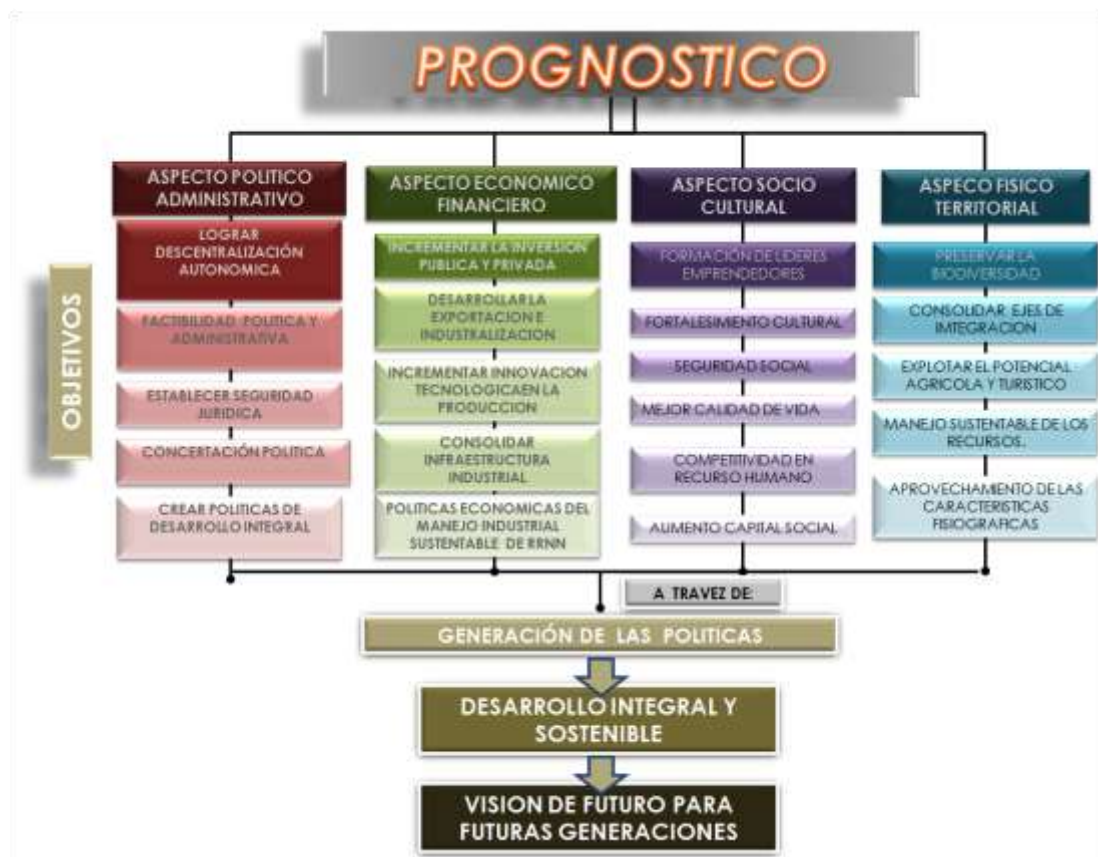 PROGNOSTICO
OBJETIVOS
ASPECTO POLITICO
ADMINISTRATIVO
LOGRAR
DESCENTRALIZACIÓN
AUTONOMICA
FACTIBILIDAD POLITICA Y
ADMINISTRATIVA
ESTABLECER SEGURIDAD
JURIDICA
CONCERTACIÓN POLITICA
CREAR POLITICAS DE
DESARROLLO INTEGRAL
ASPECTO ECONOMICO
FINANCIERO
INCREMENTAR LA INVERSION
PUBLICA Y PRIVADA
DESARROLLAR LA
EXPORTACION E
INDUSTRALIZACION
INCREMENTAR INNOVACION
TECNOLOGICAEN LA
PRODUCCION
CONSOLIDAR
INFRAESTRUCTURA
INDUSTRIAL
POLITICAS ECONOMICAS DEL
MANEJO INDUSTRIAL
SUSTENTABLE DE RRNN
ASPECTO SOCIO
CULTURAL
FORMACIÓN DE LIDERES
EMPRENDEDORES
FORTALESIMIENTO CULTURAL
SEGURIDAD SOCIAL
MEJOR CALIDAD DE VIDA
COMPETITIVIDAD EN
RECURSO HUMANO
AUMENTO CAPITAL SOCIAL
ASPECO FISICO
TERRITORIAL
PRESERVAR LA
BIODIVERSIDAD
CONSOLIDAR EJES DE
IMTEGRACION
EXPLOTAR EL POTENCIAL
AGRICOLA Y TURISTICO
MANEJO SUSTENTABLE DE LOS
RECURSOS.
APROVECHAMIENTO DE LAS
CARACTERISTICAS
FISIOGRAFICAS
A TRAVEZ DE:
GENERACIÓN DE LAS POLITICAS
DESARROLLO INTEGRAL Y
SOSTENIBLE
VISION DE FUTURO PARA
FUTURAS GENERACIONES